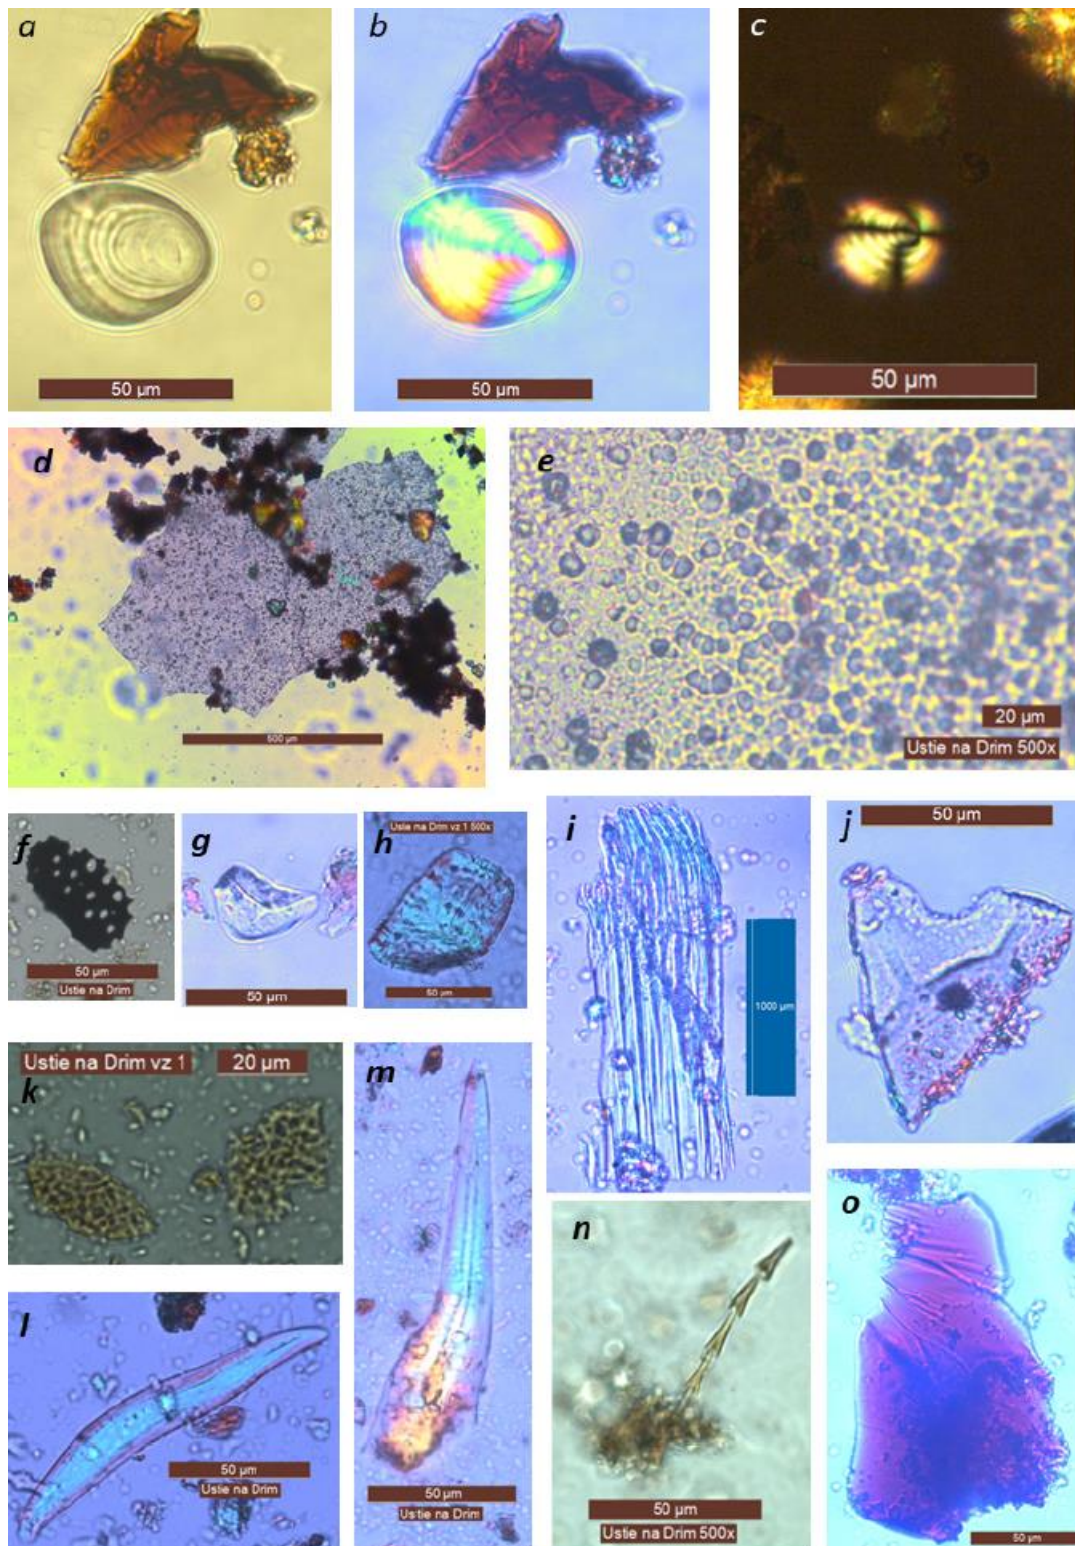 a
50 µm
b
50 µm
c
50 µm
d
500 µm
e
20 µm
Ustie na Drim 500x
f
50 µm
Ustie na Drim
g
50 µm
h
Ustie na Drim vz 1 500x
50 µm
i
1000 µm
j
50 µm
k
Ustie na Drim vz 1
20 µm
l
50 µm
Ustie na Drim
m
50 µm
Ustie na Drim
n
50 µm
Ustie na Drim 500x
o
50 µm